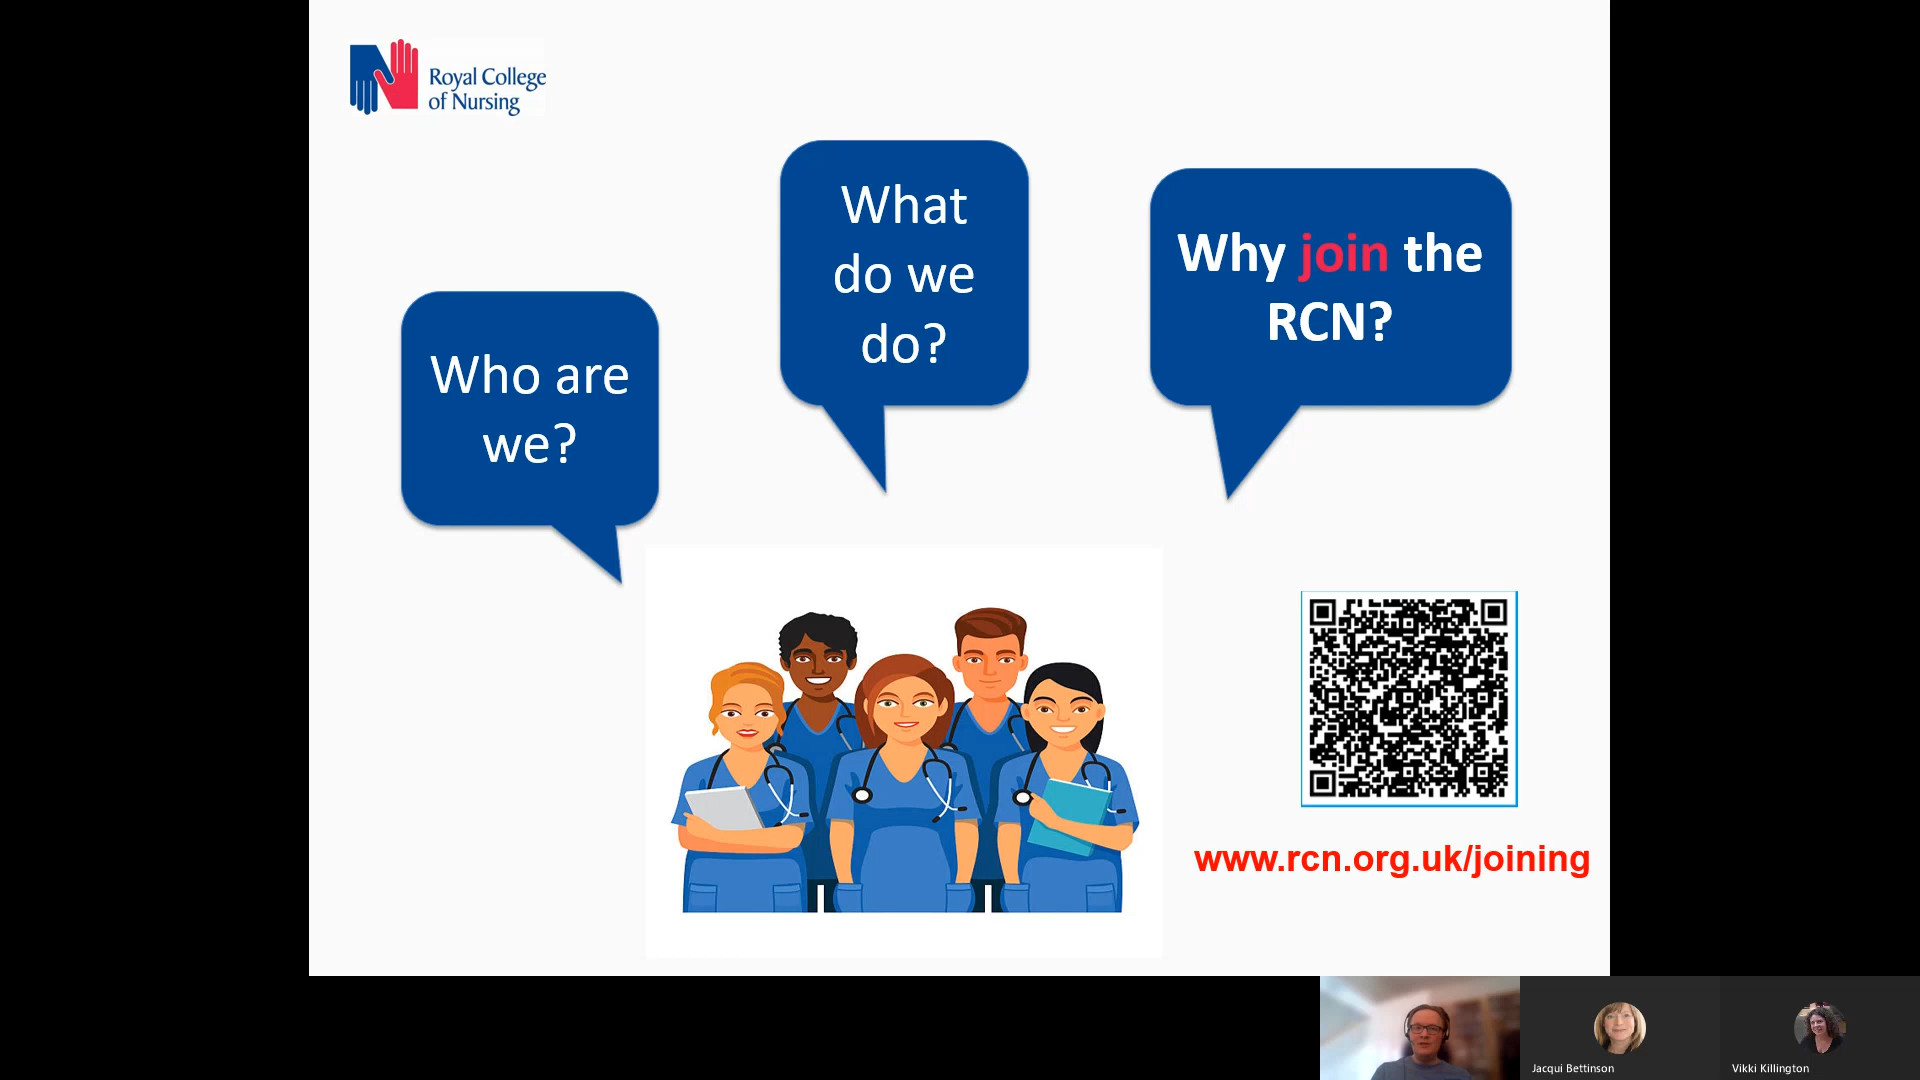 Royal College
of Nursing
Who are
we?
What
do we
do?
Why join the
RCN?
www.rcn.org.uk/joining
Jacqui Bettinson
Vikki Killington